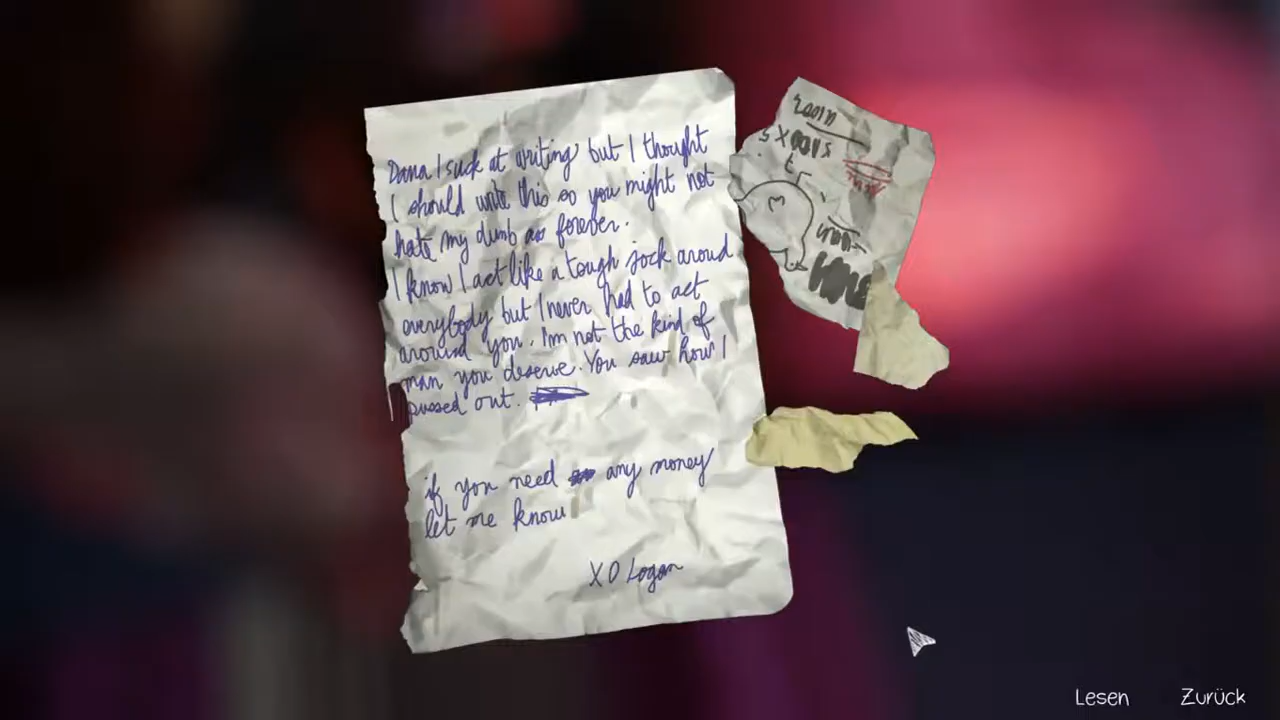 Dana I suck at writing but I thought
I should write this so you might not
hate my dumb ass forever.
I know I act like a tough jock aroud
everybody but I never had to act
around you. I'm not the kind of
man you deserve. You saw how I
pussed out.
if you need any money
let me know
XO Logan
Lesen Zurück